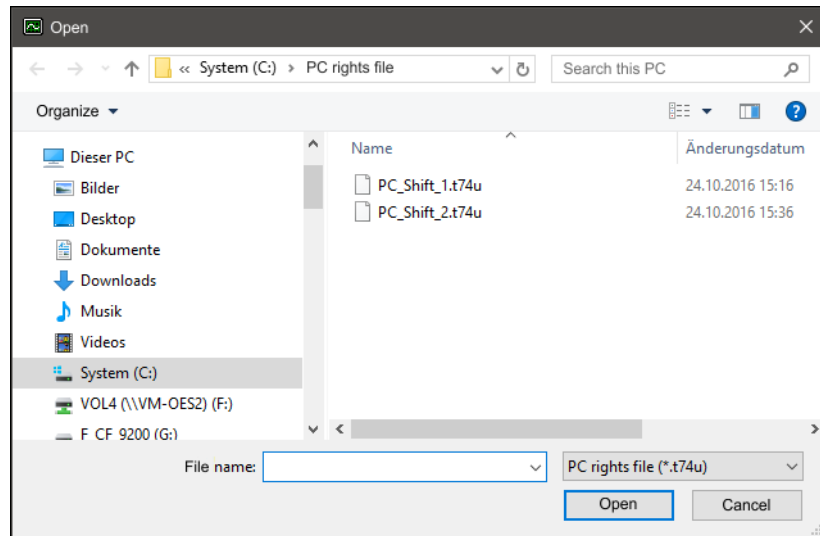 Open
« System (C:) › PC rights file
Search this PC
Organize
Dieser PC
Bilder
Desktop
Dokumente
Downloads
Musik
Videos
System (C:)
VOL4 (\\VM-OES2) (F:)
F_CF_9200 (G:)
Name Änderungsdatum
PC_Shift_1.t74u 24.10.2016 15:16
PC_Shift_2.t74u 24.10.2016 15:36
File name:
PC rights file (*.t74u)
Open Cancel